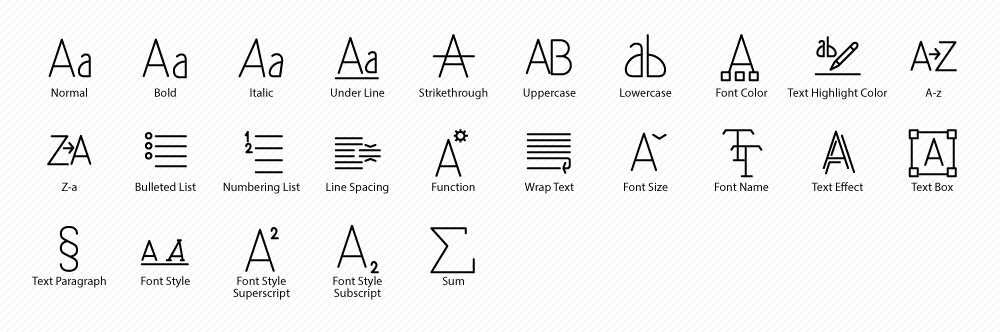 Aa Aa Aa Aa A AB ab A ab A Z
Normal Bold Italic Under Line Strikethrough Uppercase Lowercase Font Color Text Highlight Color A-z
Z A 1 2 A A T T A A
Z-a Bulleted List Numbering List Line Spacing Function Wrap Text Font Size Font Name Text Effect Text Box
§ A A A2 A2 Σ
Text Paragraph Font Style Font Style Font Style Sum
Superscript Subscript